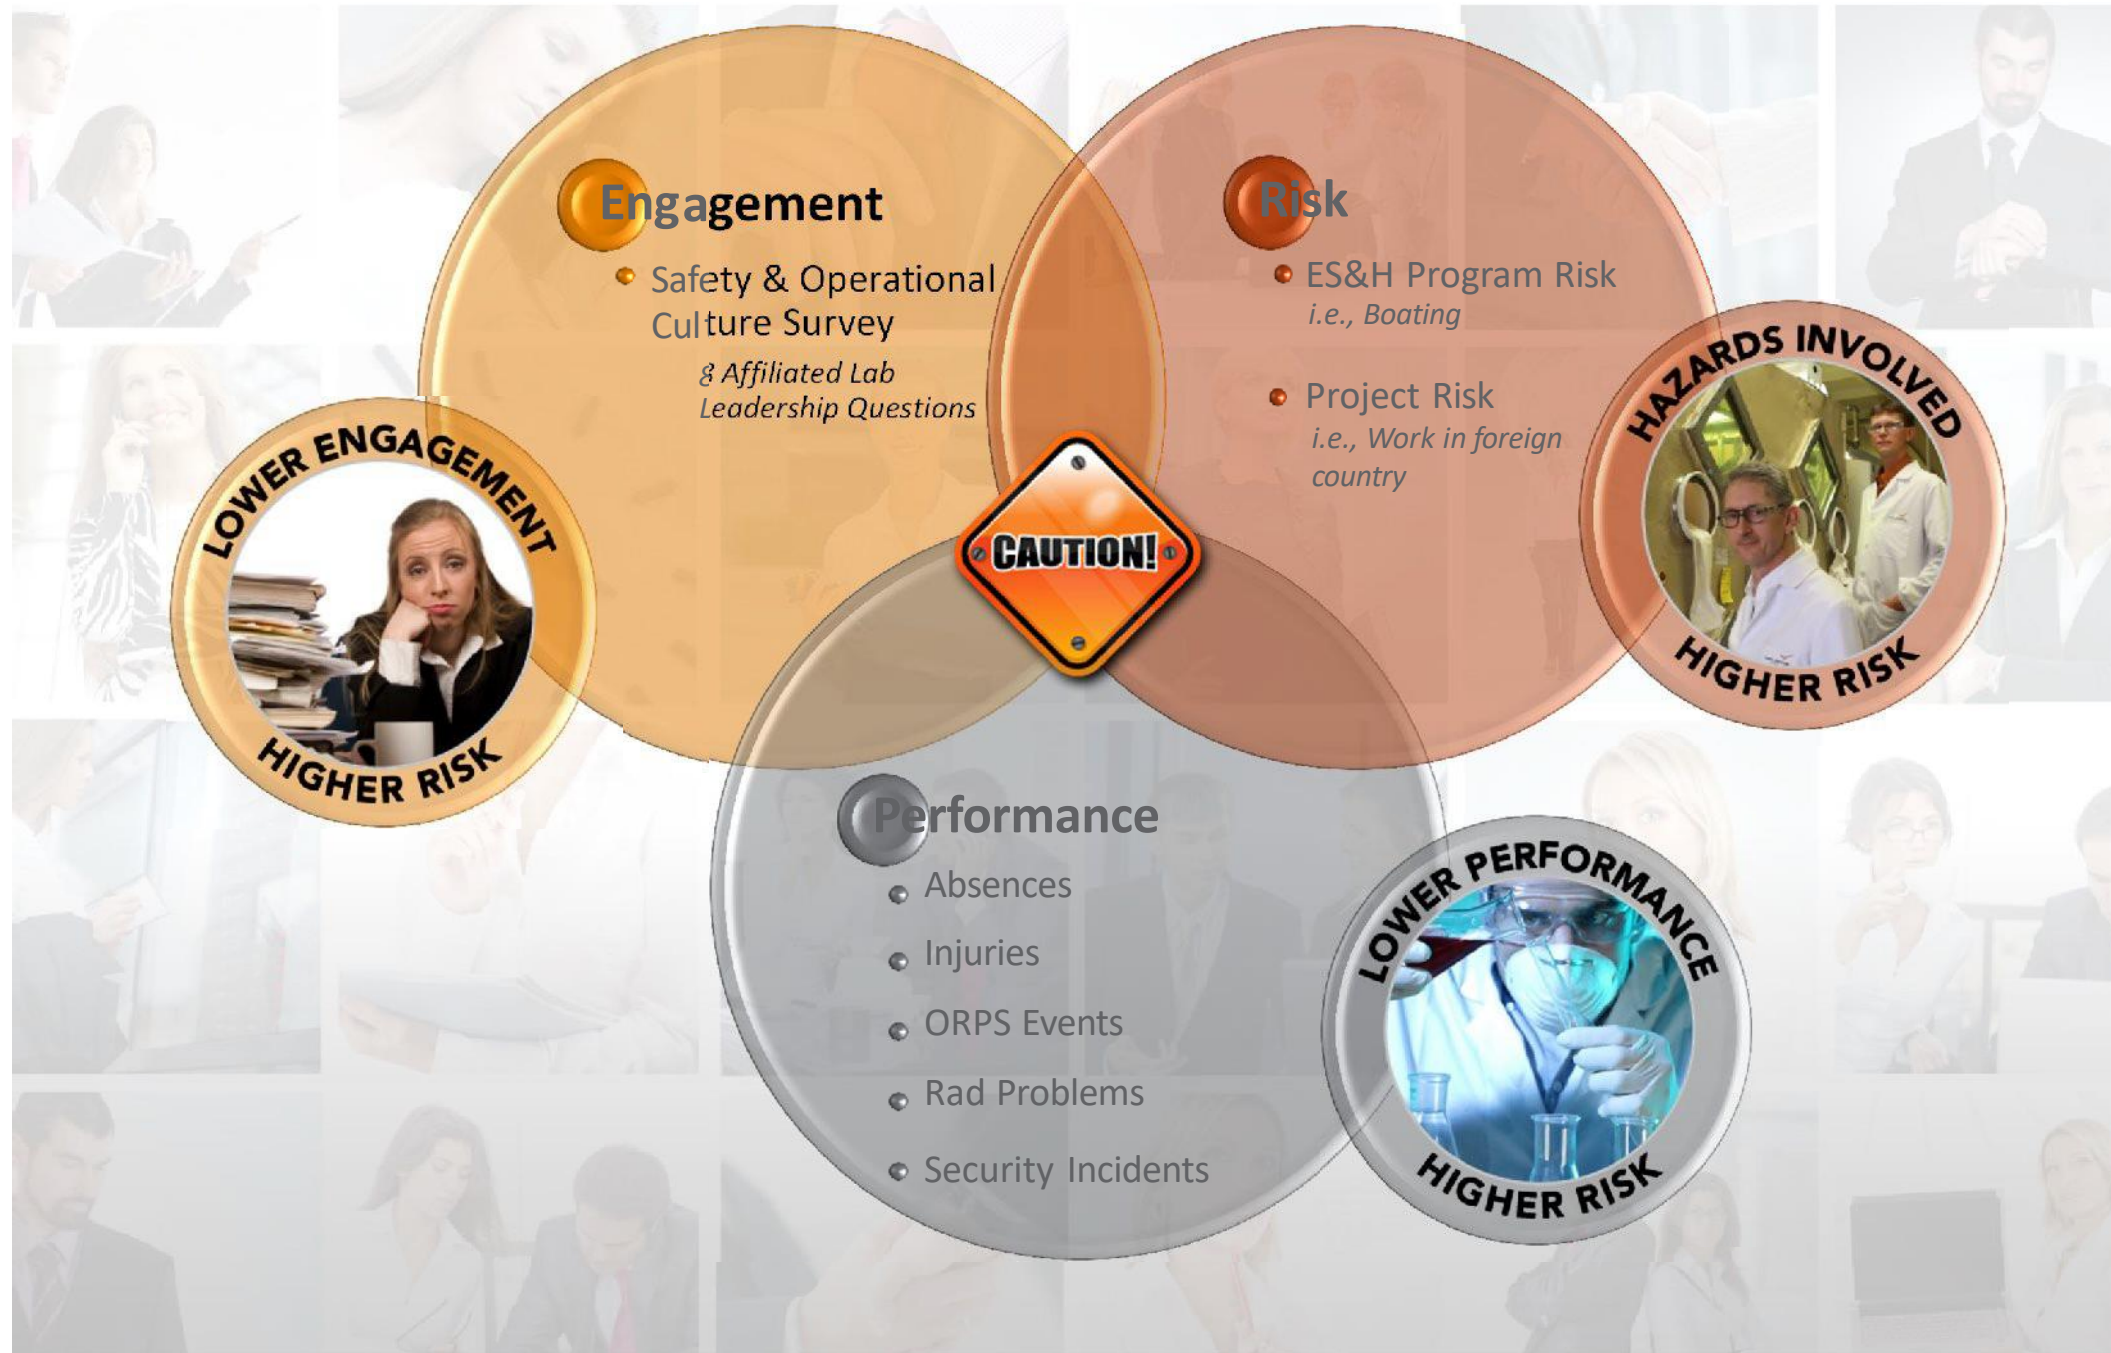 Engagement
Safety & Operational
Culture Survey
8 Affiliated Lab
Leadership Questions
LOWER ENGAGEMENT
HIGHER RISK
Risk
ES&H Program Risk
i.e., Boating
Project Risk
i.e., Work in foreign
country
HAZARDS INVOLVED
HIGHER RISK
CAUTION!
Performance
Absences
Injuries
ORPS Events
Rad Problems
Security Incidents
LOWER PERFORMANCE
HIGHER RISK